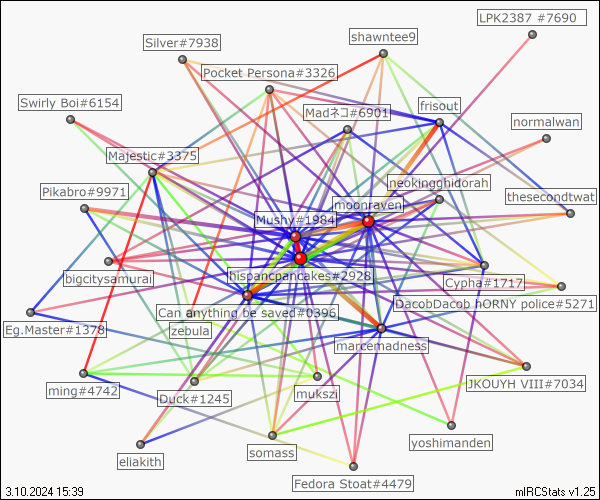 LPK2387 #7690
shawntee9
Silver#7938
Pocket Persona#3326
Swirly Boi#6154
Madネコ#6901
frisout
normalwan
Majestic#3375
neokingghidorah
Pikabro#9971
moonraven
thesecondtwat
Mushy#1984
hispancpancakes#2928
bigcitysamurai
Cypha#1717
DacobDacob hORNY police#5271
Can anything be saved#0396
Eg.Master#1378
zebula
marcemadness
ming#4742
JKOUYH VIII#7034
Duck#1245
mukszi
yoshimanden
somass
eliakith
Fedora Stoat#4479
3.10.2024 15:39
mIRCStats v1.25